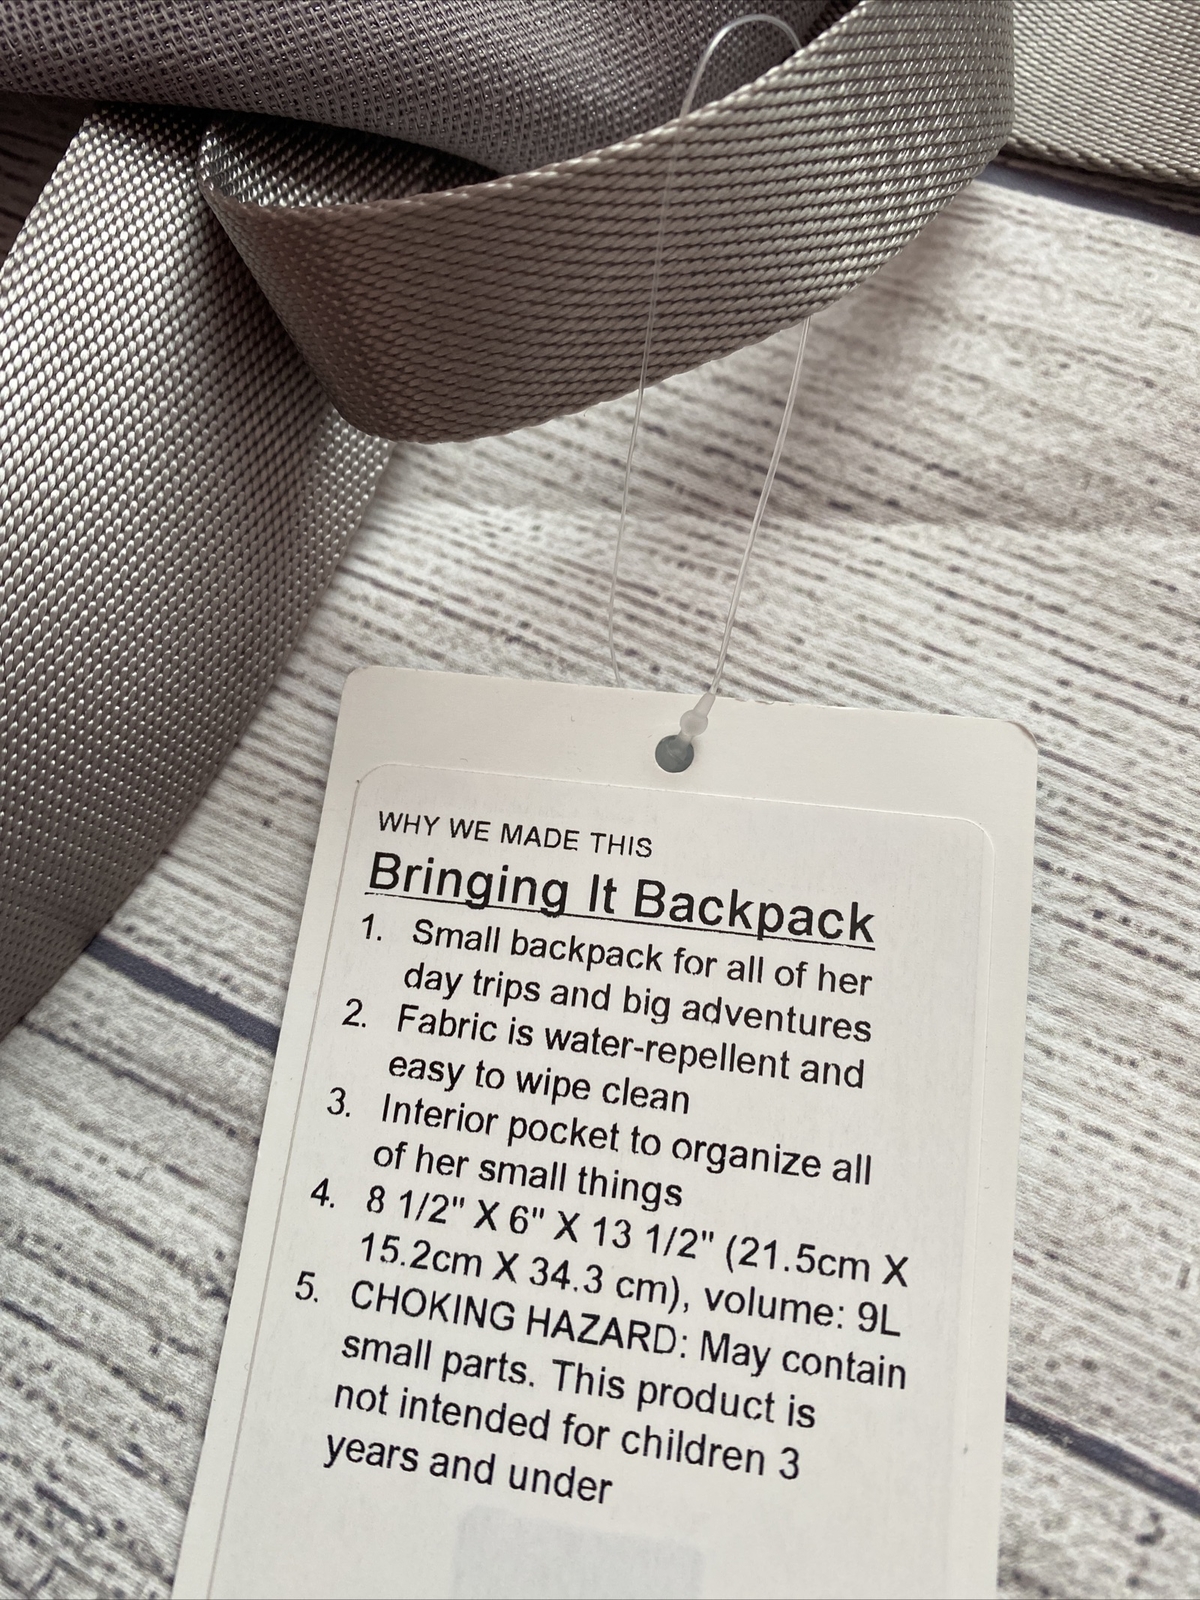 WHY WE MADE THIS
Bringing It Backpack
1. Small backpack for all of her
day trips and big adventures
2. Fabric is water-repellent and
easy to wipe clean
3. Interior pocket to organize all
of her small things
4. 8 1/2" X 6" X 13 1/2" (21.5cm X
15.2cm X 34.3 cm), volume: 9L
5. CHOKING HAZARD: May contain
small parts. This product is
not intended for children 3
years and under